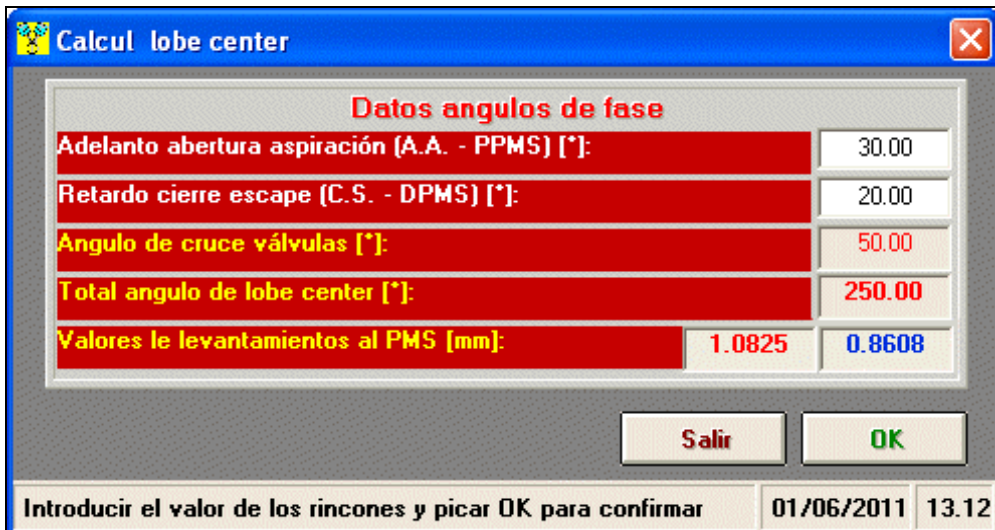 Calcul lobe center
Datos angulos de fase
Adelanto abertura aspiración (A.A. - PPMS) [°]: 30.00
Retardo cierre escape (C.S. - DPMS) [°]: 20.00
Angulo de cruce válvulas [°]: 50.00
Total angulo de lobe center [°]: 250.00
Valores le levantamientos al PMS [mm]: 1.0825 0.8608
Salir OK
Introducir el valor de los rincones y picar OK para confirmar 01/06/2011 13.12